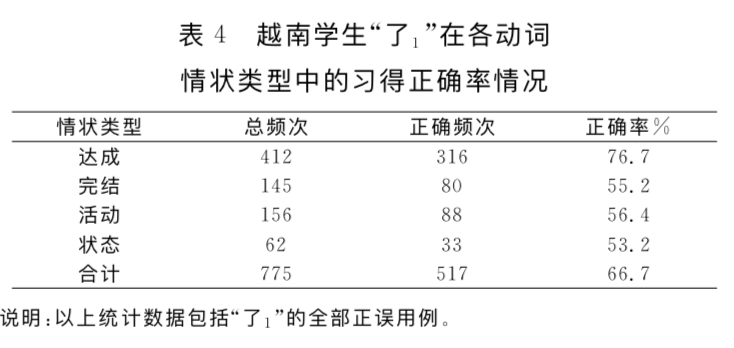 表 4 越南学生“了₁”在各动词
情状类型中的习得正确率情况
情状类型 总频次 正确频次 正确率%
达成 412 316 76.7
完结 145 80 55.2
活动 156 88 56.4
状态 62 33 53.2
合计 775 517 66.7
说明:以上统计数据包括“了₁”的全部正误用例。